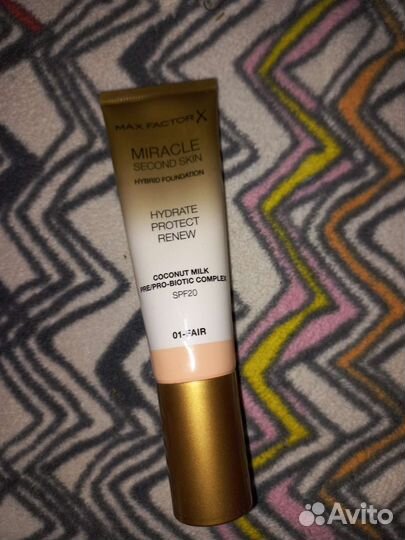 MAX FACTOR X
MIRACLE
SECOND SKIN
HYBRID FOUNDATION
HYDRATE
PROTECT
RENEW
COCONUT MILK
PRE/PRO-BIOTIC COMPLEX
SPF20
01-FAIR
Avito